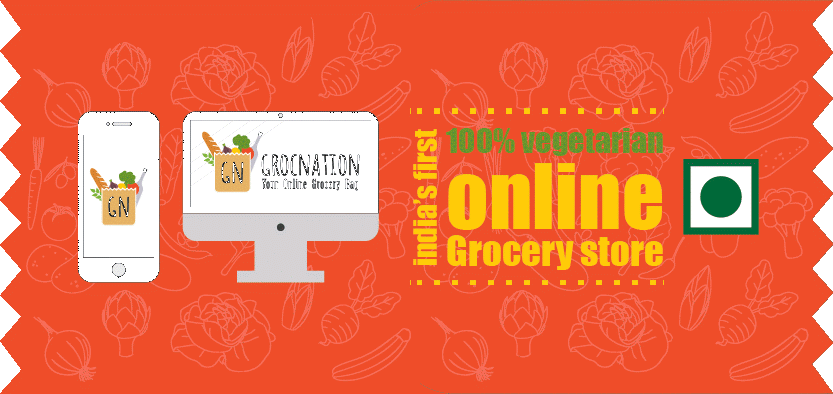 GN
GN
GROCNATION
Your Online Grocery Bag
india's first
100% vegetarian
online
Grocery store